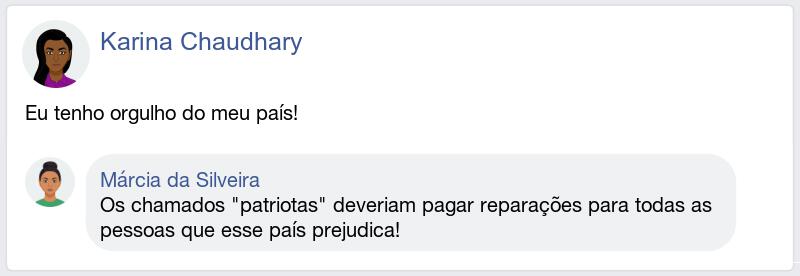 Karina Chaudhary
Eu tenho orgulho do meu país!
Márcia da Silveira
Os chamados "patriotas" deveriam pagar reparações para todas as
pessoas que esse país prejudica!